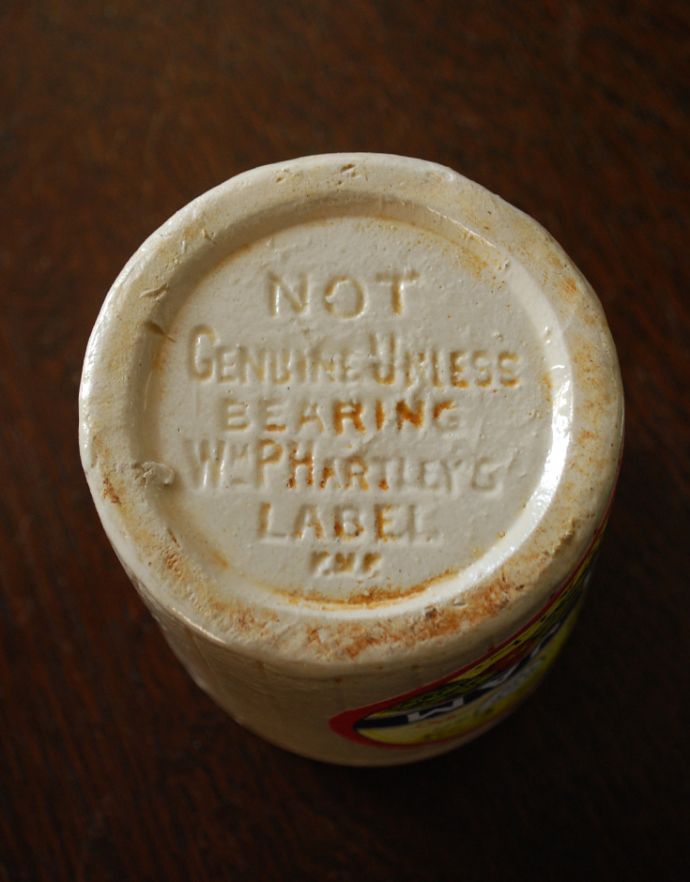 NOT
GENUINE UNLESS
BEARING
Wᴹ P HARTLEY'S
LABEL